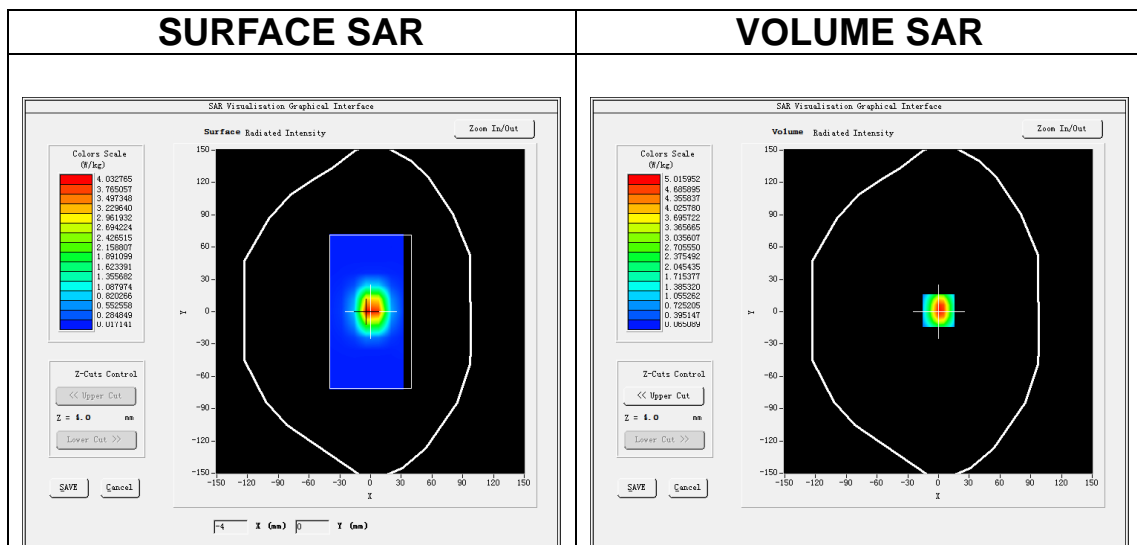 SURFACE SAR
VOLUME SAR
SAR Visualisation Graphical Interface
Surface Radiated Intensity
Zoom In/Out
Colors Scale
(W/kg)
4.032765
3.765057
3.497348
3.229640
2.961932
2.694224
2.426515
2.158807
1.891099
1.623391
1.355682
1.087974
0.820266
0.552558
0.284849
0.017141
Z-Cuts Control
<< Upper Cut
Z = 4.0 mm
Lower Cut >>
SAVE
Cancel
150
120
90
60
30
0
-30
-60
-90
-120
-150
Y
-150 -120 -90 -60 -30 0 30 60 90 120 150
X
-4 X (mm) 0 Y (mm)
SAR Visualisation Graphical Interface
Volume Radiated Intensity
Zoom In/Out
Colors Scale
(W/kg)
5.015952
4.685895
4.355837
4.025780
3.695722
3.365665
3.035607
2.705550
2.375492
2.045435
1.715377
1.385320
1.055262
0.725205
0.395147
0.065089
Z-Cuts Control
<< Upper Cut
Z = 4.0 mm
Lower Cut >>
SAVE
Cancel
150
120
90
60
30
0
-30
-60
-90
-120
-150
Y
-150 -120 -90 -60 -30 0 30 60 90 120 150
X